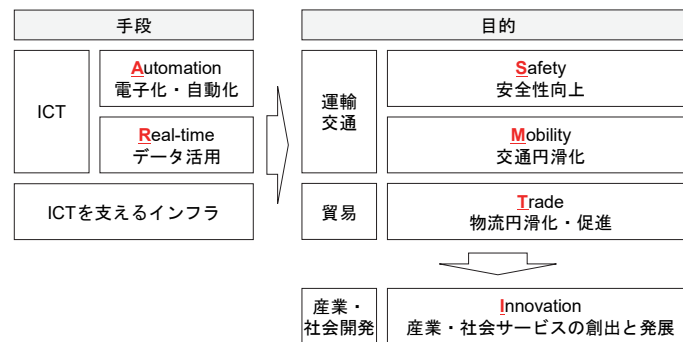 手段
目的
ICT
Automation
電子化・自動化
Real-time
データ活用
ICTを支えるインフラ
運輸
交通
Safety
安全性向上
Mobility
交通円滑化
貿易
Trade
物流円滑化・促進
産業・
社会開発
Innovation
産業・社会サービスの創出と発展